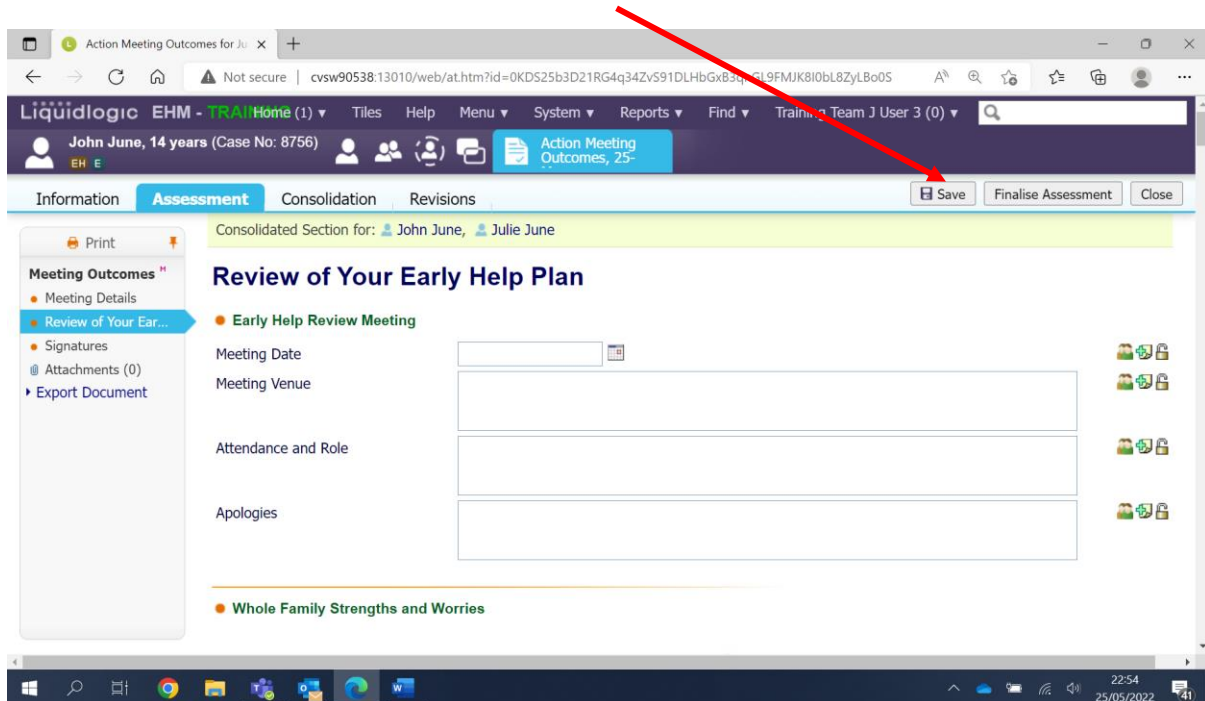 Action Meeting Outcomes for Ju
Not secure | cvsw90538:13010/web/
Liquidlogic EHM - TRAINING Home (1) Tiles Help Menu System Reports Find Training Team J User 3 (0)
John June, 14 years (Case No: 8756)
EH E
Action Meeting
Outcomes, 25-
Information Assessment Consolidation Revisions
Save Finalise Assessment Close
Print
Consolidated Section for: John June, Julie June
Meeting Outcomes M
Meeting Details
Review of Your Ear...
Signatures
Attachments (0)
Export Document
Review of Your Early Help Plan
Early Help Review Meeting
Meeting Date
Meeting Venue
Attendance and Role
Apologies
Whole Family Strengths and Worries
22:54
25/05/2022
41